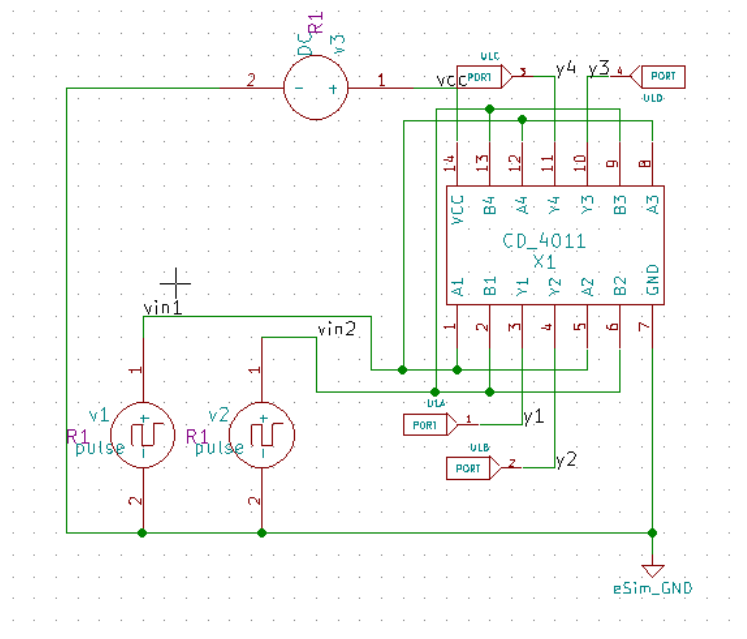 R1
DC
v3
2
- +
1
vcc
U1C
PORT
3
y4
y3
4
PORT
U1D
14
13
12
11
10
9
8
VCC
B4
A4
Y4
Y3
B3
A3
CD_4011
X1
A1
B1
Y1
Y2
A2
B2
GND
1
2
3
4
5
6
7
vin1
vin2
1
1
v1
+
R1
pulse
-
2
v2
+
R1
pulse
-
2
U1A
PORT
1
y1
U1B
PORT
2
y2
eSim_GND